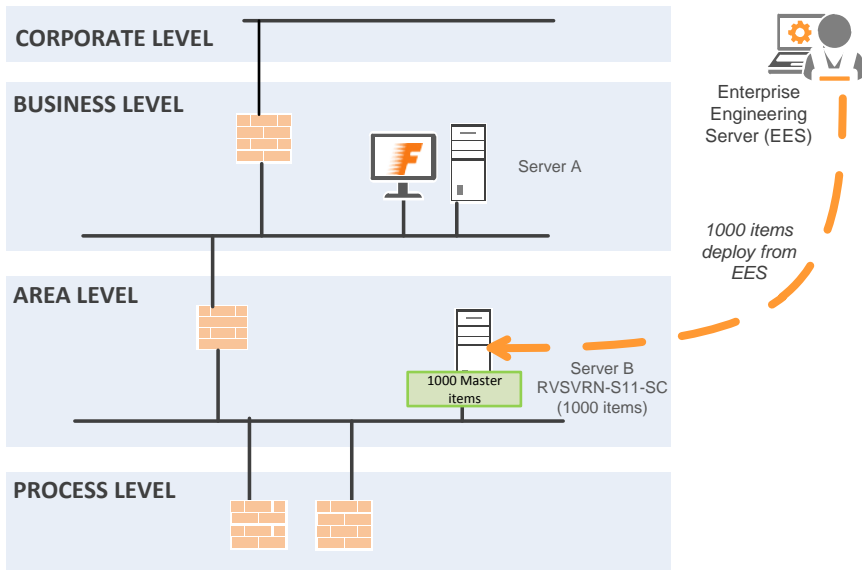 CORPORATE LEVEL
BUSINESS LEVEL
Enterprise
Engineering
Server (EES)
F
Server A
1000 items
deploy from
EES
AREA LEVEL
Server B
RVSVRN-S11-SC
(1000 items)
1000 Master
items
PROCESS LEVEL